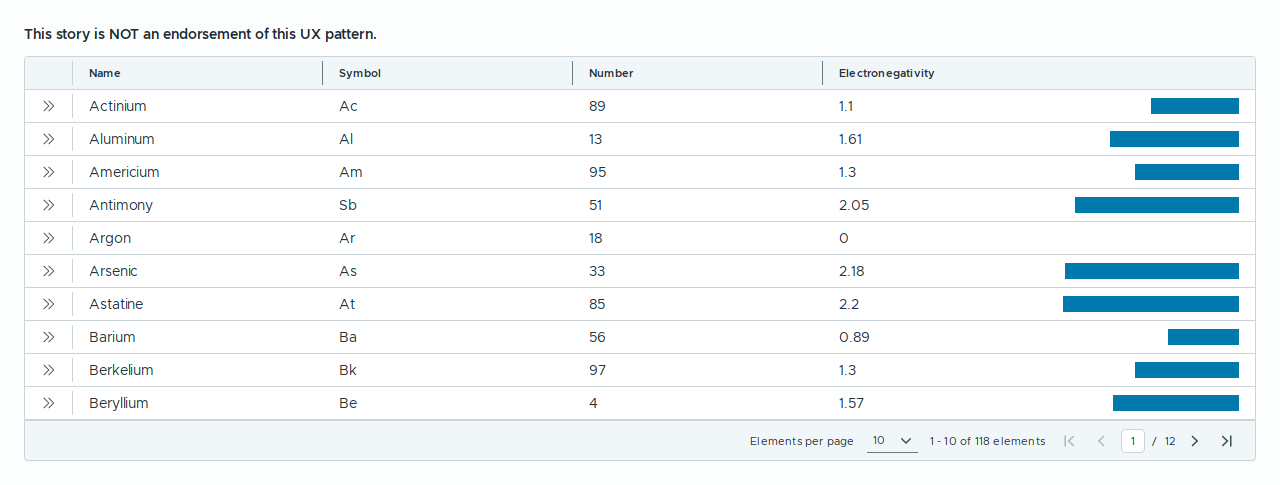 This story is NOT an endorsement of this UX pattern.
Name Symbol Number Electronegativity
Actinium Ac 89 1.1
Aluminum Al 13 1.61
Americium Am 95 1.3
Antimony Sb 51 2.05
Argon Ar 18 0
Arsenic As 33 2.18
Astatine At 85 2.2
Barium Ba 56 0.89
Berkelium Bk 97 1.3
Beryllium Be 4 1.57
Elements per page 10 1 - 10 of 118 elements 1 / 12